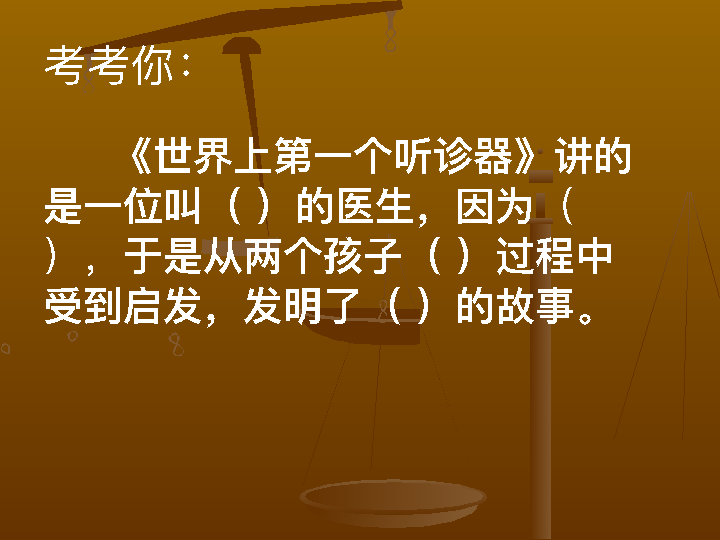 考考你：
《世界上第一个听诊器》讲的
是一位叫（ ）的医生，因为（
），于是从两个孩子（ ）过程中
受到启发，发明了（ ）的故事。